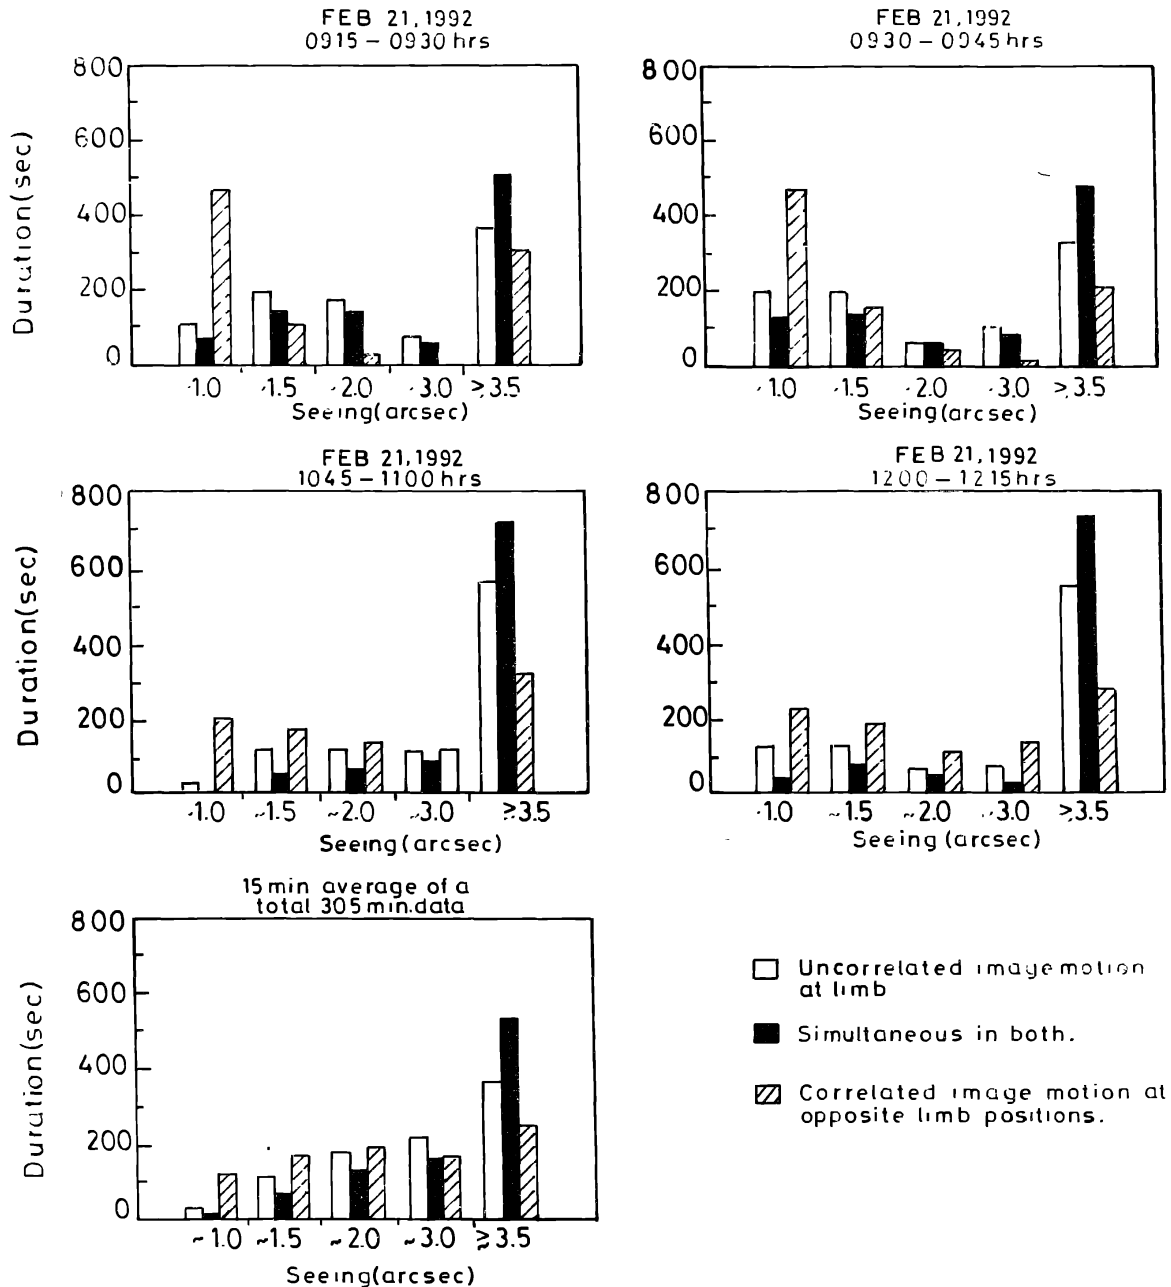 FEB 21,1992
0915 – 0930 hrs
800
600
400
200
0
Duration(sec)
~1.0 ~1.5 ~2.0 ~3.0 ≥3.5
Seeing(arcsec)
FEB 21,1992
0930 – 0945 hrs
800
600
400
200
0
~1.0 ~1.5 ~2.0 ~3.0 ≥3.5
Seeing(arcsec)
FEB 21,1992
1045 – 1100 hrs
800
600
400
200
0
Duration(sec)
~1.0 ~1.5 ~2.0 ~3.0 ≥3.5
Seeing(arcsec)
FEB 21,1992
1200 – 1215 hrs
800
600
400
200
0
~1.0 ~1.5 ~2.0 ~3.0 ≥3.5
Seeing (arcsec)
15 min average of a
total 305 min.data
800
600
400
200
0
Duration(sec)
~1.0 ~1.5 ~2.0 ~3.0 ≥3.5
Seeing(arcsec)
Uncorrelated image motion
at limb
Simultaneous in both.
Correlated image motion at
opposite limb positions.